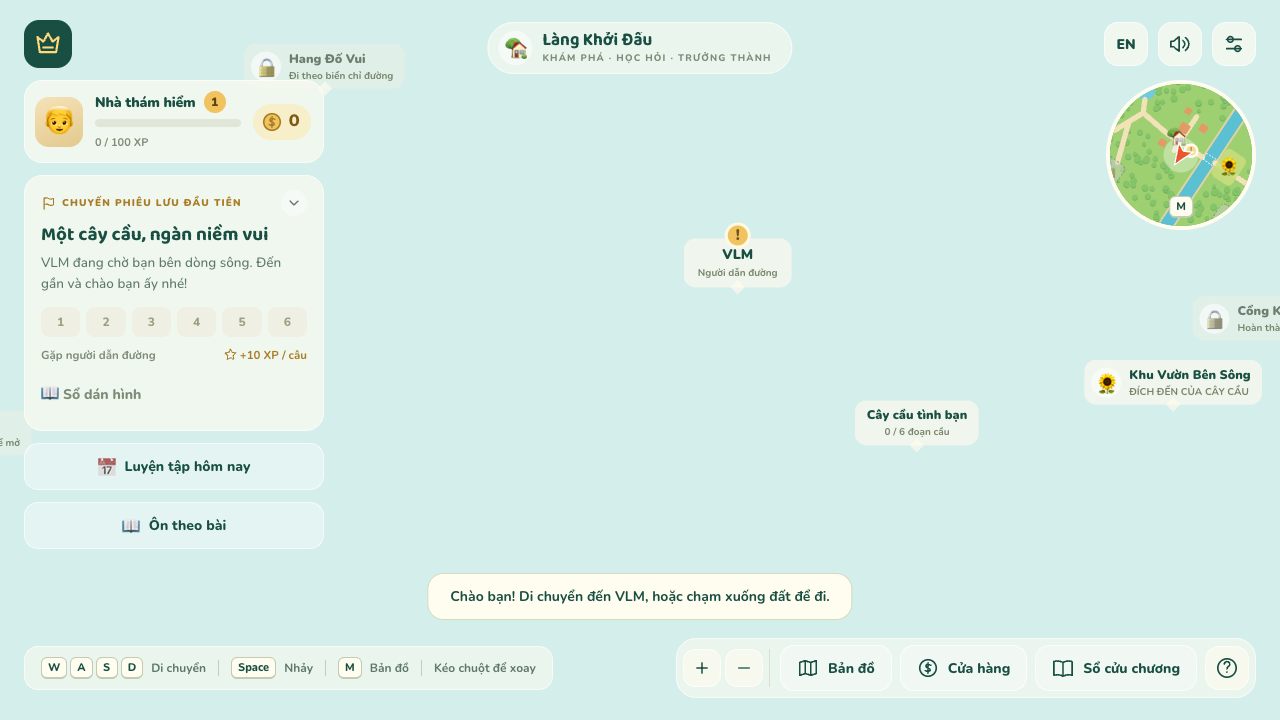 Hang Đố Vui
Đi theo biển chỉ đường
Làng Khởi Đầu
KHÁM PHÁ · HỌC HỎI · TRƯỞNG THÀNH
EN
Nhà thám hiểm 1
0
0 / 100 XP
M
CHUYẾN PHIÊU LƯU ĐẦU TIÊN
Một cây cầu, ngàn niềm vui
VLM đang chờ bạn bên dòng sông. Đến
gần và chào bạn ấy nhé!
1 2 3 4 5 6
Gặp người dẫn đường
+10 XP / câu
Sổ dán hình
!
VLM
Người dẫn đường
Hoàn
Khu Vườn Bên Sông
ĐÍCH ĐẾN CỦA CÂY CẦU
Cây cầu tình bạn
0 / 6 đoạn cầu
mở
Luyện tập hôm nay
Ôn theo bài
Chào bạn! Di chuyển đến VLM, hoặc chạm xuống đất để đi.
W A S D Di chuyển
Space Nhảy
M Bản đồ
Kéo chuột để xoay
+ −
Bản đồ
Cửa hàng
Sổ cửu chương
?